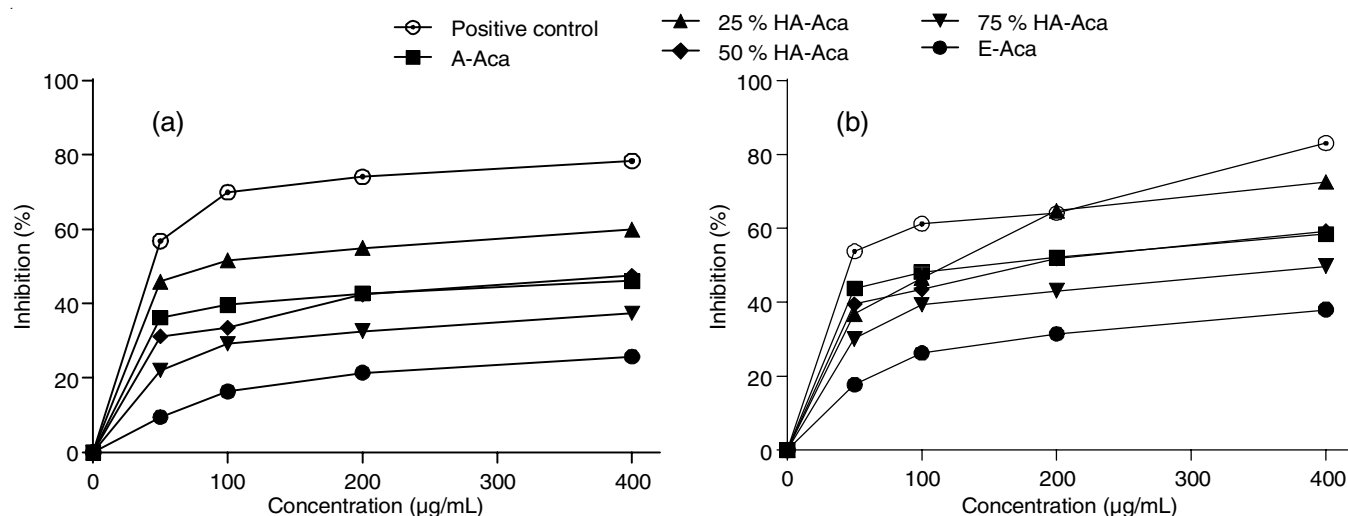 Positive control
A-Aca
25 % HA-Aca
50 % HA-Aca
75 % HA-Aca
E-Aca
(a)
100
80
60
40
20
0
Inhibition (%)
0 100 200 300 400
Concentration (µg/mL)
(b)
100
80
60
40
20
0
Inhibition (%)
0 100 200 300 400
Concentration (µg/mL)